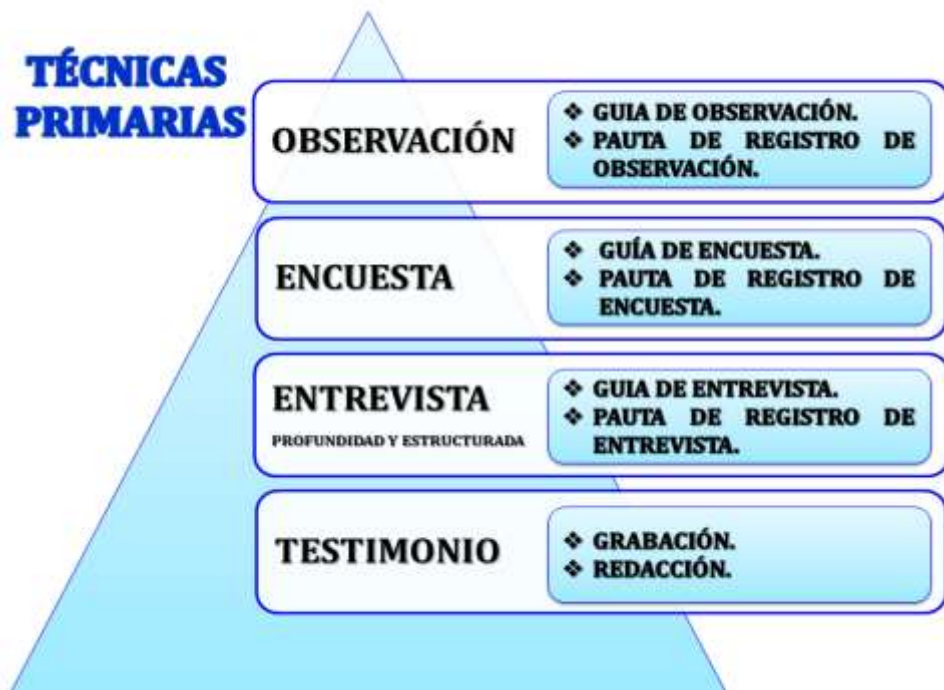 TÉCNICAS
PRIMARIAS
OBSERVACIÓN
❖ GUIA DE OBSERVACIÓN.
❖ PAUTA DE REGISTRO DE
OBSERVACIÓN.
ENCUESTA
❖ GUÍA DE ENCUESTA.
❖ PAUTA DE REGISTRO DE
ENCUESTA.
ENTREVISTA
PROFUNDIDAD Y ESTRUCTURADA
❖ GUIA DE ENTREVISTA.
❖ PAUTA DE REGISTRO DE
ENTREVISTA.
TESTIMONIO
❖ GRABACIÓN.
❖ REDACCIÓN.